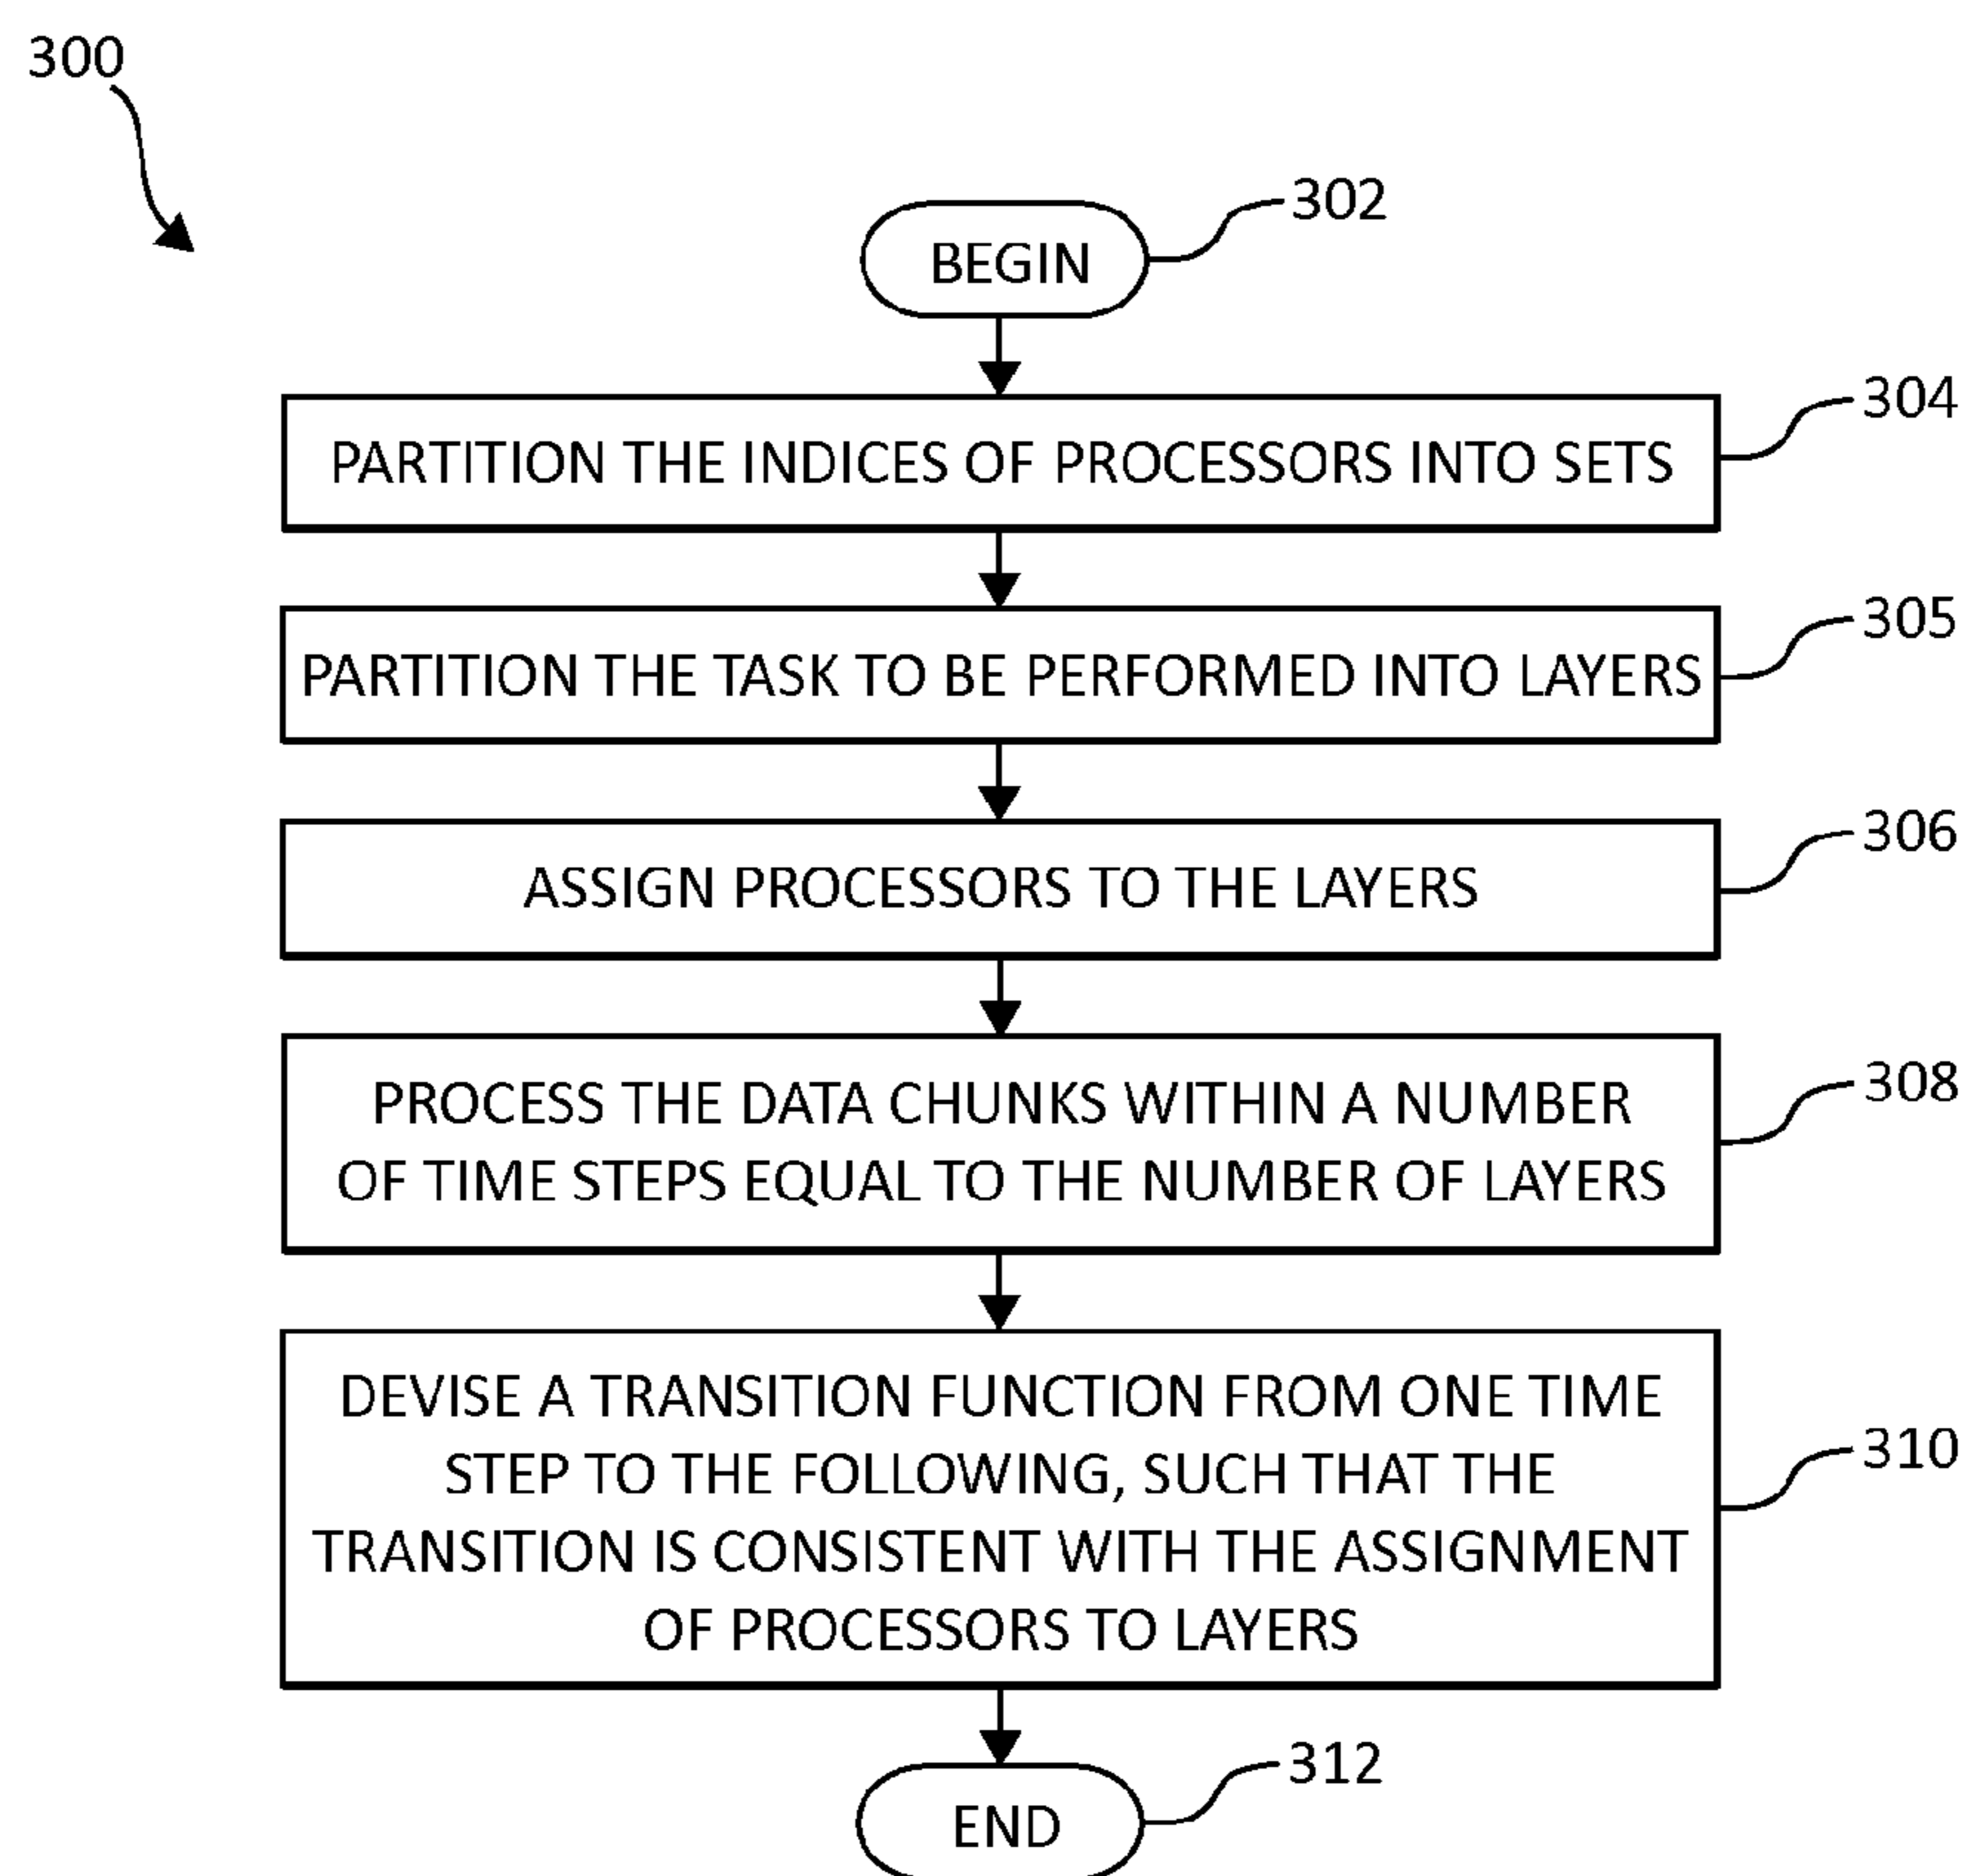 300
302
BEGIN
304
PARTITION THE INDICES OF PROCESSORS INTO SETS
305
PARTITION THE TASK TO BE PERFORMED INTO LAYERS
306
ASSIGN PROCESSORS TO THE LAYERS
308
PROCESS THE DATA CHUNKS WITHIN A NUMBER
OF TIME STEPS EQUAL TO THE NUMBER OF LAYERS
310
DEVISE A TRANSITION FUNCTION FROM ONE TIME
STEP TO THE FOLLOWING, SUCH THAT THE
TRANSITION IS CONSISTENT WITH THE ASSIGNMENT
OF PROCESSORS TO LAYERS
312
END